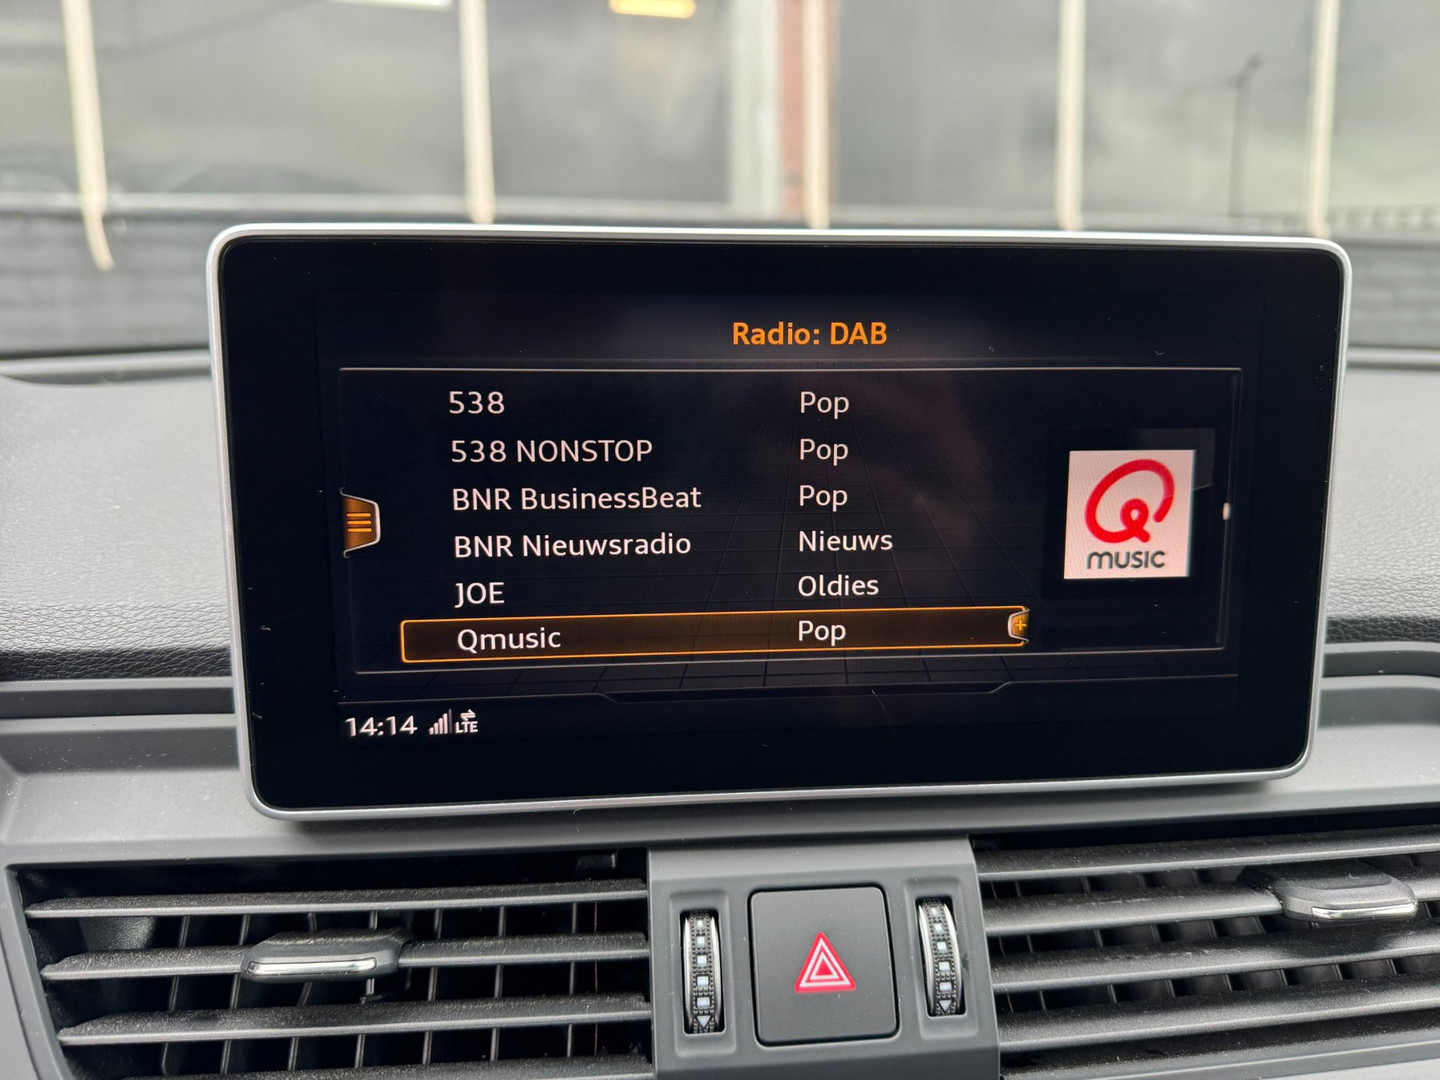 Radio: DAB
538 Pop
538 NONSTOP Pop
BNR BusinessBeat Pop
BNR Nieuwsradio Nieuws
JOE Oldies
Qmusic Pop
Q
music
14:14 LTE